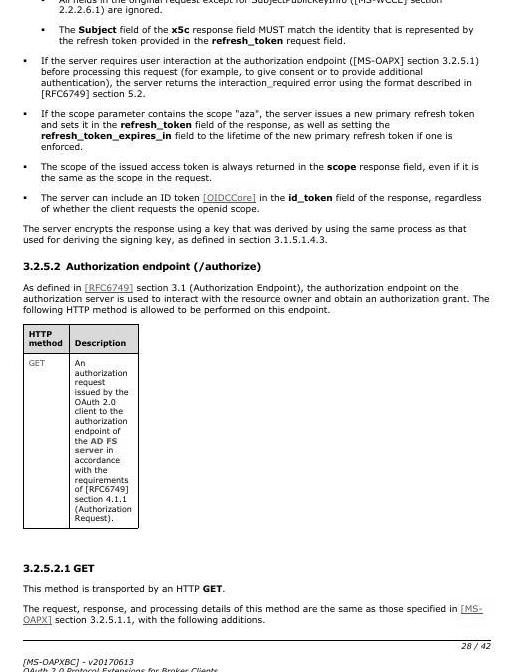 All fields in the original request except for SubjectPublicKeyInfo ([MS-WCCE] section
2.2.2.6.1) are ignored.
▪ The Subject field of the x5c response field MUST match the identity that is represented by
the refresh token provided in the refresh_token request field.
▪ If the server requires user interaction at the authorization endpoint ([MS-OAPX] section 3.2.5.1)
before processing this request (for example, to give consent or to provide additional
authentication), the server returns the interaction_required error using the format described in
[RFC6749] section 5.2.
▪ If the scope parameter contains the scope "aza", the server issues a new primary refresh token
and sets it in the refresh_token field of the response, as well as setting the
refresh_token_expires_in field to the lifetime of the new primary refresh token if one is
enforced.
▪ The scope of the issued access token is always returned in the scope response field, even if it is
the same as the scope in the request.
▪ The server can include an ID token [OIDCCore] in the id_token field of the response, regardless
of whether the client requests the openid scope.
The server encrypts the response using a key that was derived by using the same process as that
used for deriving the signing key, as defined in section 3.1.5.1.4.3.
3.2.5.2 Authorization endpoint (/authorize)
As defined in [RFC6749] section 3.1 (Authorization Endpoint), the authorization endpoint on the
authorization server is used to interact with the resource owner and obtain an authorization grant. The
following HTTP method is allowed to be performed on this endpoint.
HTTP
method Description
GET An
authorization
request
issued by the
OAuth 2.0
client to the
authorization
endpoint of
the AD FS
server in
accordance
with the
requirements
of [RFC6749]
section 4.1.1
(Authorization
Request).
3.2.5.2.1 GET
This method is transported by an HTTP GET.
The request, response, and processing details of this method are the same as those specified in [MS-
OAPX] section 3.2.5.1.1, with the following additions.
28 / 42
[MS-OAPXBC] - v20170613
OAuth 2.0 Protocol Extensions for Broker Clients